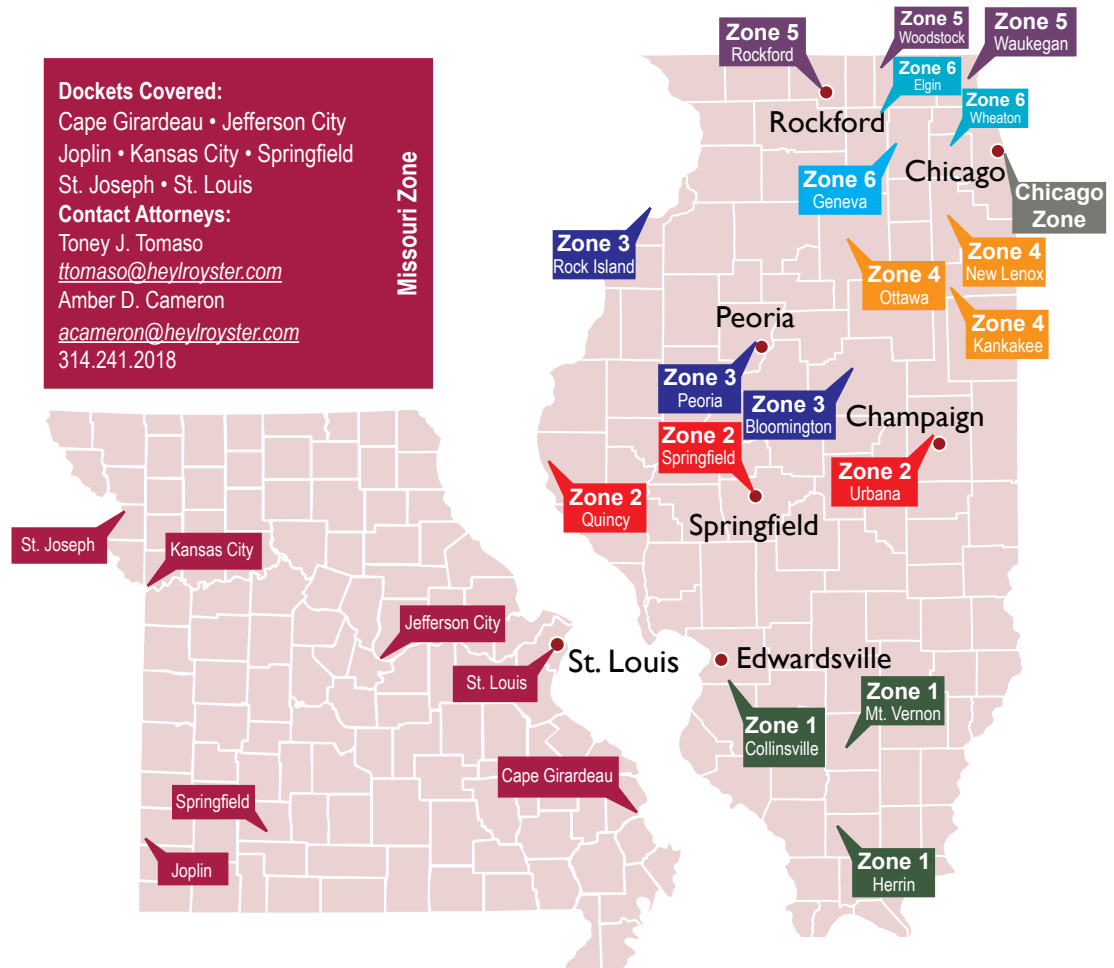 Dockets Covered:
Cape Girardeau • Jefferson City
Joplin • Kansas City • Springfield
St. Joseph • St. Louis
Contact Attorneys:
Toney J. Tomaso
ttomaso@heylroyster.com
Amber D. Cameron
acameron@heylroyster.com
314.241.2018
Missouri Zone
St. Joseph
Kansas City
Jefferson City
St. Louis
St. Louis
Cape Girardeau
Springfield
Joplin
Zone 5
Rockford
Zone 5
Woodstock
Zone 5
Waukegan
Zone 6
Elgin
Zone 6
Wheaton
Rockford
Chicago
Zone 6
Geneva
Chicago
Zone
Zone 3
Rock Island
Zone 4
Ottawa
Zone 4
New Lenox
Zone 4
Kankakee
Peoria
Zone 3
Peoria
Zone 3
Bloomington
Champaign
Zone 2
Springfield
Zone 2
Quincy
Zone 2
Urbana
Springfield
Edwardsville
Zone 1
Collinsville
Zone 1
Mt. Vernon
Zone 1
Herrin